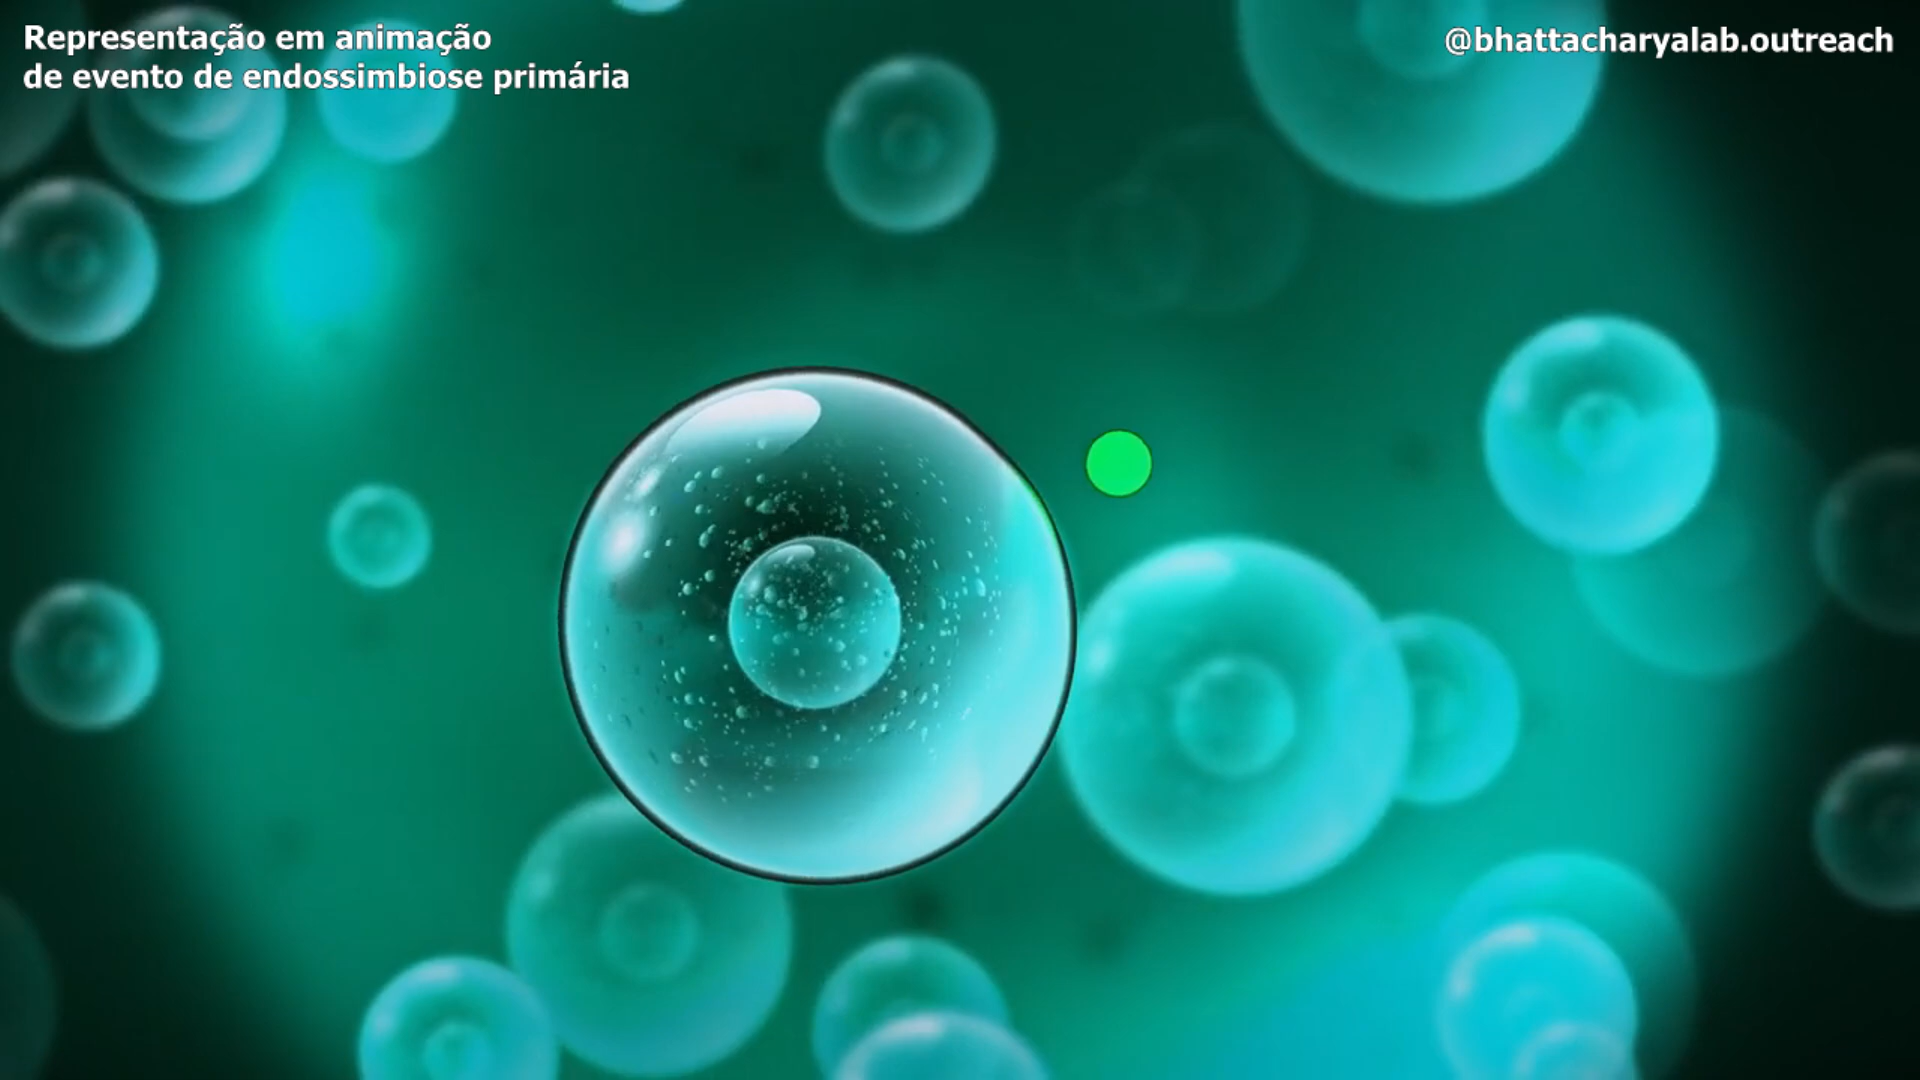 Representação em animação
de evento de endossimbiose primária
@bhattacharyalab.outreach